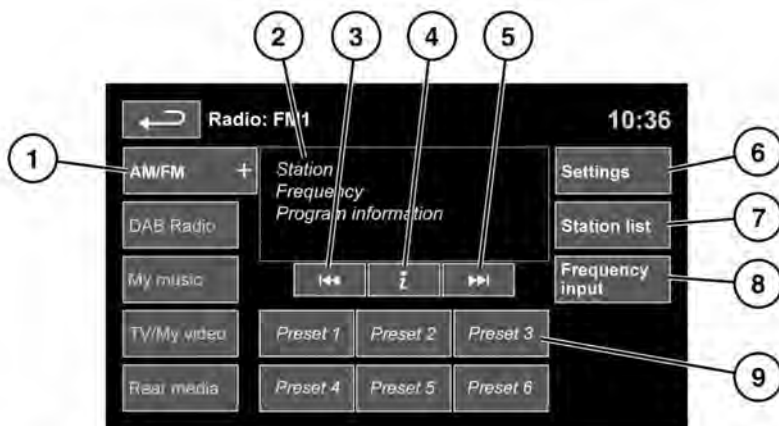 2 3 4 5
Radio: FM1 10:36
1
AM/FM +
Station
Frequency
Program information
Settings
6
DAB Radio
Station list
7
My music
i
Frequency
input
8
TV/My video
Preset 1 Preset 2 Preset 3
9
Rear media
Preset 4 Preset 5 Preset 6